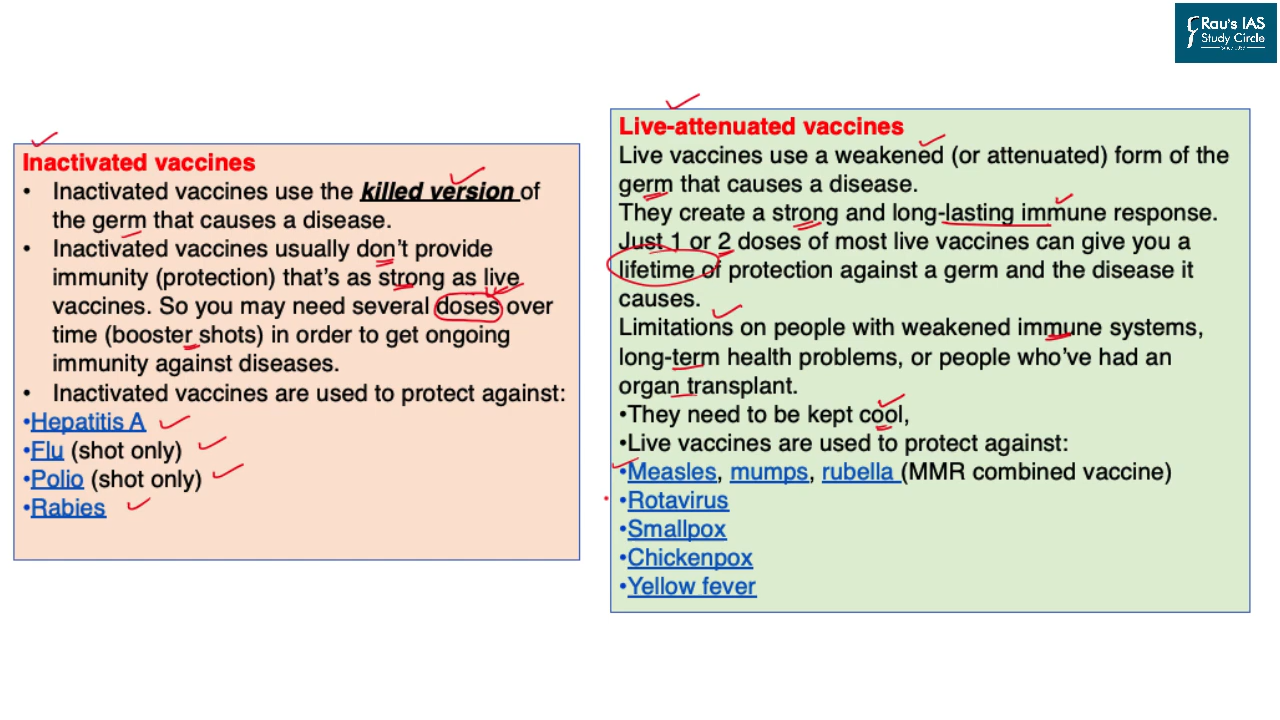 Rau's IAS
Study Circle
Inactivated vaccines
• Inactivated vaccines use the killed version of
the germ that causes a disease.
• Inactivated vaccines usually don't provide
immunity (protection) that's as strong as live
vaccines. So you may need several doses over
time (booster shots) in order to get ongoing
immunity against diseases.
• Inactivated vaccines are used to protect against:
•Hepatitis A
•Flu (shot only)
•Polio (shot only)
•Rabies
Live-attenuated vaccines
Live vaccines use a weakened (or attenuated) form of the
germ that causes a disease.
They create a strong and long-lasting immune response.
Just 1 or 2 doses of most live vaccines can give you a
lifetime of protection against a germ and the disease it
causes.
Limitations on people with weakened immune systems,
long-term health problems, or people who've had an
organ transplant.
•They need to be kept cool,
•Live vaccines are used to protect against:
•Measles, mumps, rubella (MMR combined vaccine)
•Rotavirus
•Smallpox
•Chickenpox
•Yellow fever